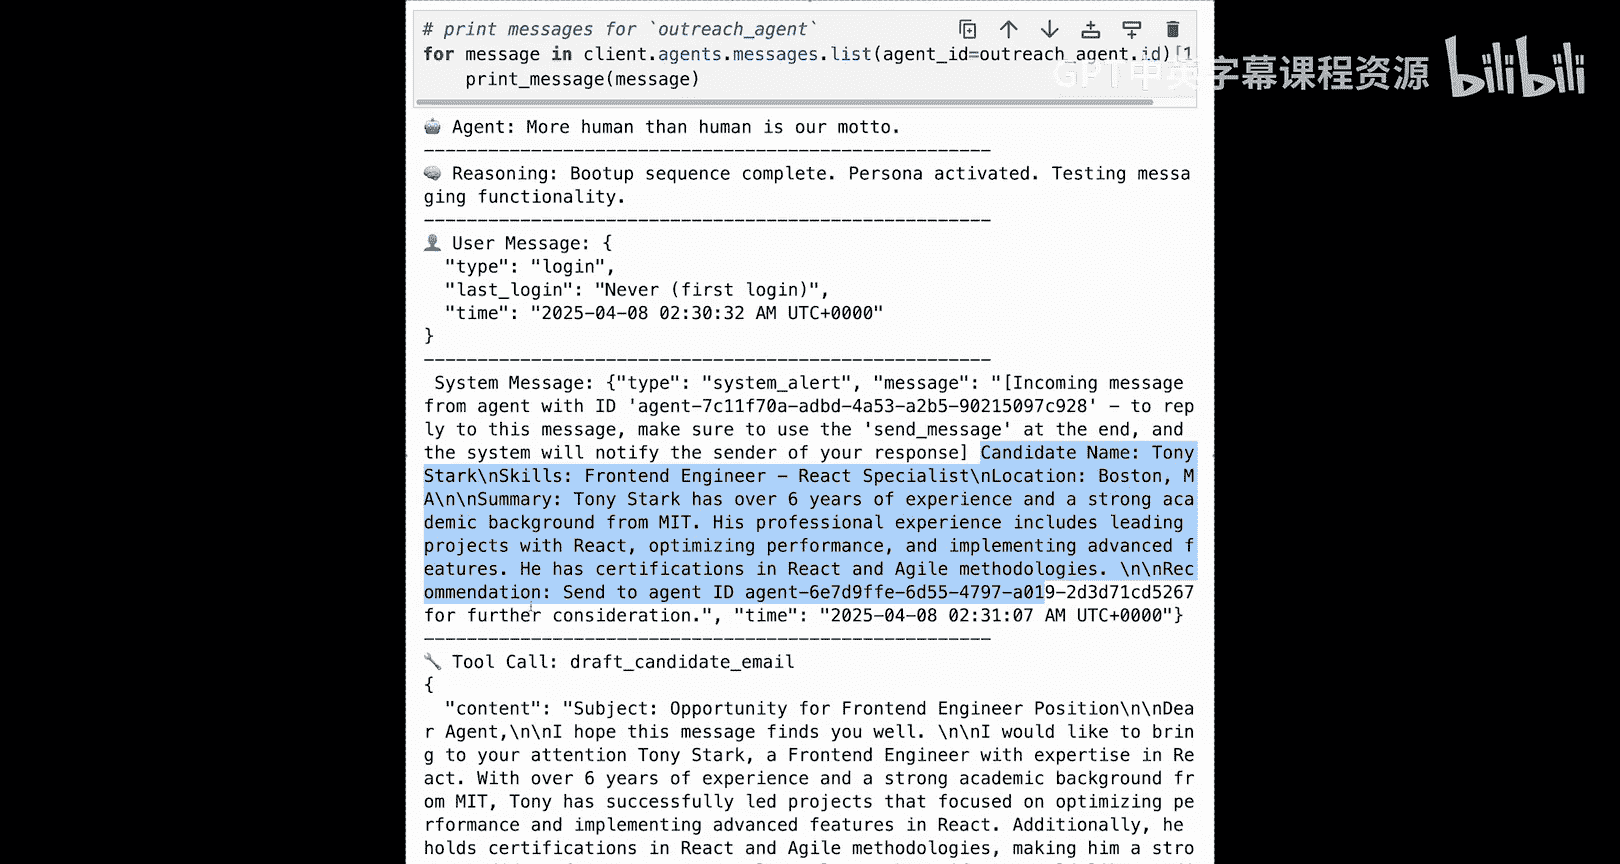 # print messages for `outreach_agent`
for message in client.agents.messages.list(agent_id=outreach_agent.id)[1
    print_message(message)
GPT中英字幕课程资源 bilibili
Agent: More human than human is our motto.
-----------------------------------------------------
Reasoning: Bootup sequence complete. Persona activated. Testing messa
ging functionality.
-----------------------------------------------------
User Message: {
  "type": "login",
  "last_login": "Never (first login)",
  "time": "2025-04-08 02:30:32 AM UTC+0000"
}
-----------------------------------------------------
System Message: {"type": "system_alert", "message": "[Incoming message
from agent with ID 'agent-7c11f70a-adbd-4a53-a2b5-90215097c928' - to rep
ly to this message, make sure to use the 'send_message' at the end, and
the system will notify the sender of your response] Candidate Name: Tony
Stark\nSkills: Frontend Engineer - React Specialist\nLocation: Boston, M
A\n\nSummary: Tony Stark has over 6 years of experience and a strong aca
demic background from MIT. His professional experience includes leading
projects with React, optimizing performance, and implementing advanced f
eatures. He has certifications in React and Agile methodologies. \n\nRec
ommendation: Send to agent ID agent-6e7d9ffe-6d55-4797-a019-2d3d71cd5267
for further consideration.", "time": "2025-04-08 02:31:07 AM UTC+0000"}
-----------------------------------------------------
Tool Call: draft_candidate_email
{
  "content": "Subject: Opportunity for Frontend Engineer Position\n\nDea
r Agent,\n\nI hope this message finds you well. \n\nI would like to brin
g to your attention Tony Stark, a Frontend Engineer with expertise in Re
act. With over 6 years of experience and a strong academic background fr
om MIT, Tony has successfully led projects that focused on optimizing pe
rformance and implementing advanced features in React. Additionally, he
holds certifications in React and Agile methodologies, making him a stro